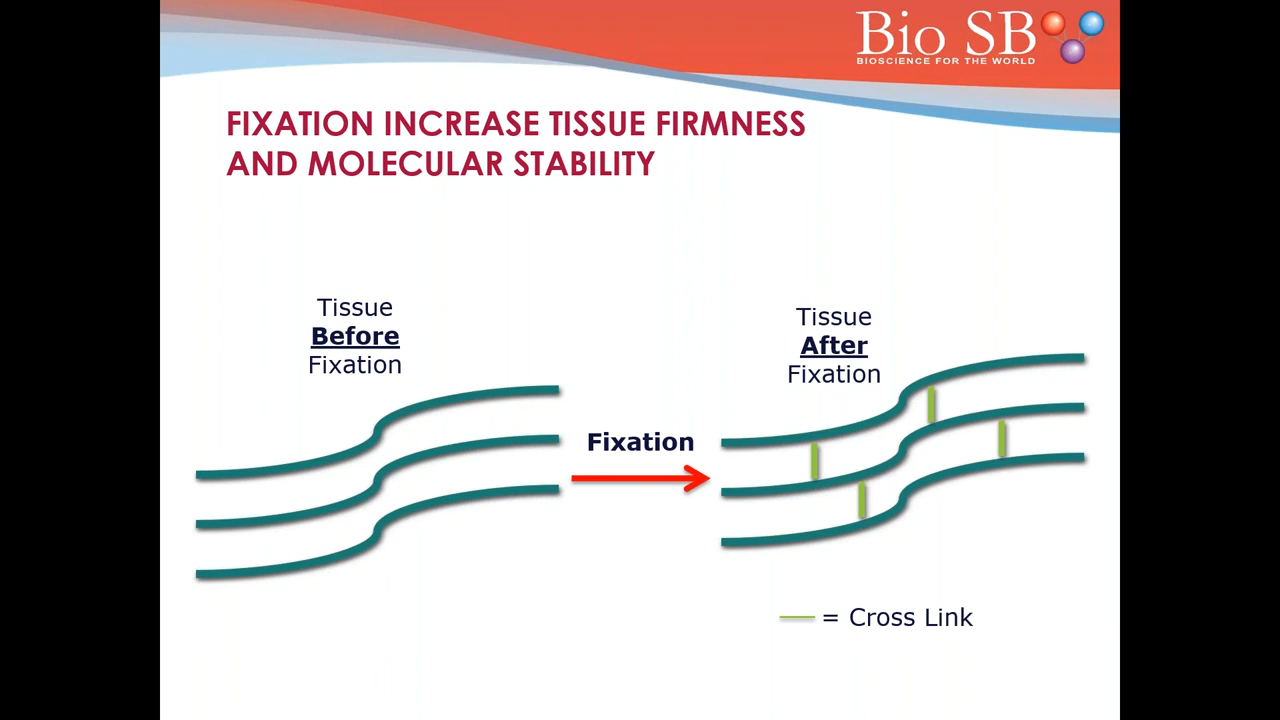 Bio SB
BIOSCIENCE FOR THE WORLD
FIXATION INCREASE TISSUE FIRMNESS
AND MOLECULAR STABILITY
Tissue
Before
Fixation
Fixation
Tissue
After
Fixation
= Cross Link